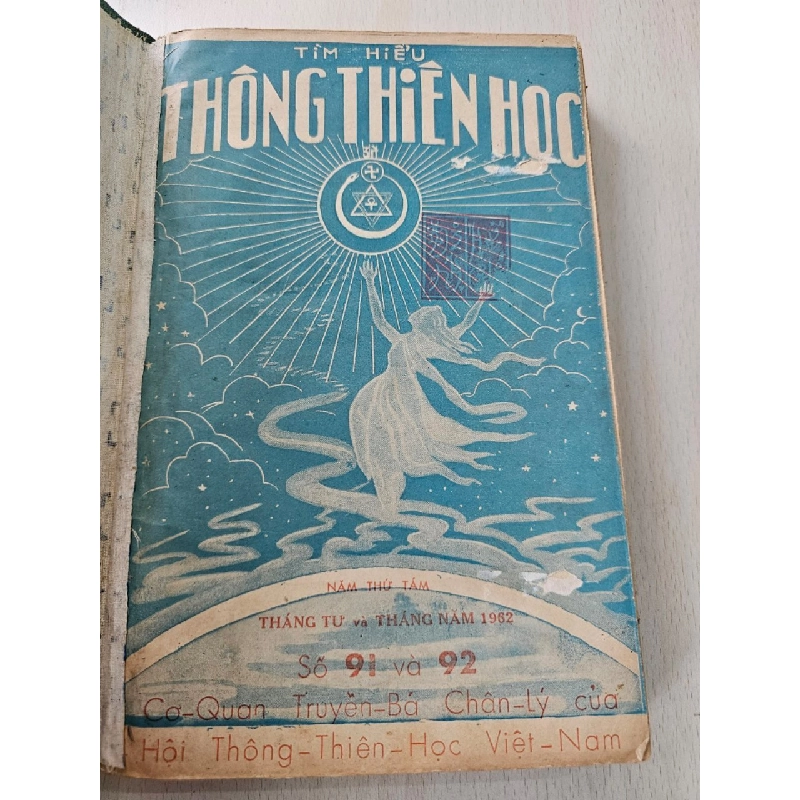 TÌM HIỂU
THÔNG THIÊN HỌC
NĂM THỨ TÁM
THÁNG TƯ và THÁNG NĂM 1962
Số 91 và 92
Cơ-Quan Truyền-Bá Chân-Lý của
Hội Thông-Thiên-Học Việt-Nam